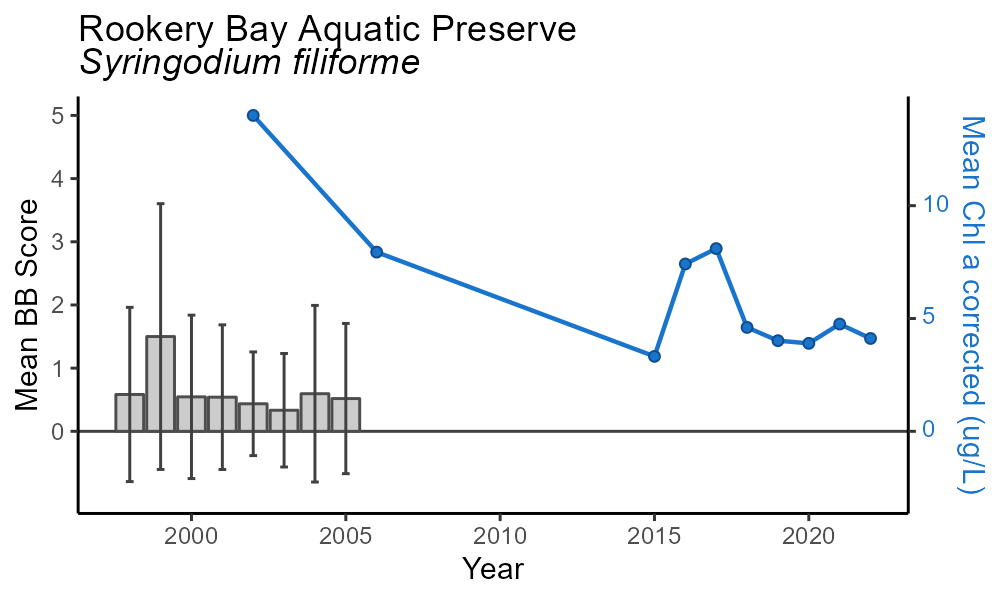 Rookery Bay Aquatic Preserve
Syringodium filiforme
Mean BB Score
5
4
3
2
1
0
10
5
0
Mean Chl a corrected (ug/L)
2000
2005
2010
2015
2020
Year